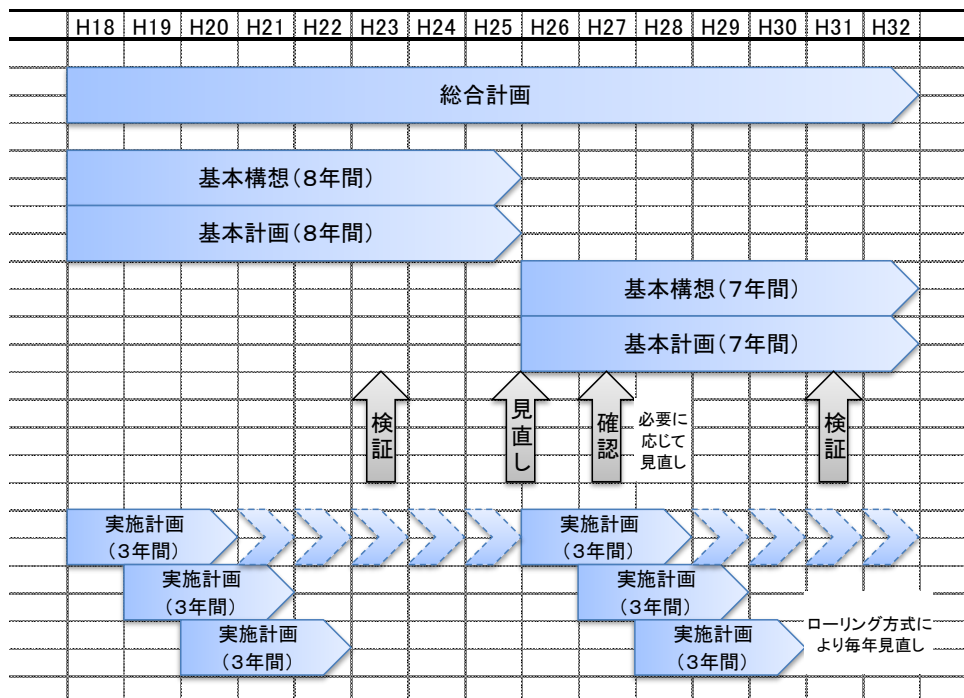 H18 H19 H20 H21 H22 H23 H24 H25 H26 H27 H28 H29 H30 H31 H32
総合計画
基本構想(8年間)
基本計画(8年間)
基本構想(7年間)
基本計画(7年間)
検証
見直し
確認
必要に
応じて
見直し
検証
実施計画
(3年間)
実施計画
(3年間)
実施計画
(3年間)
実施計画
(3年間)
実施計画
(3年間)
実施計画
(3年間)
ローリング方式に
より毎年見直し